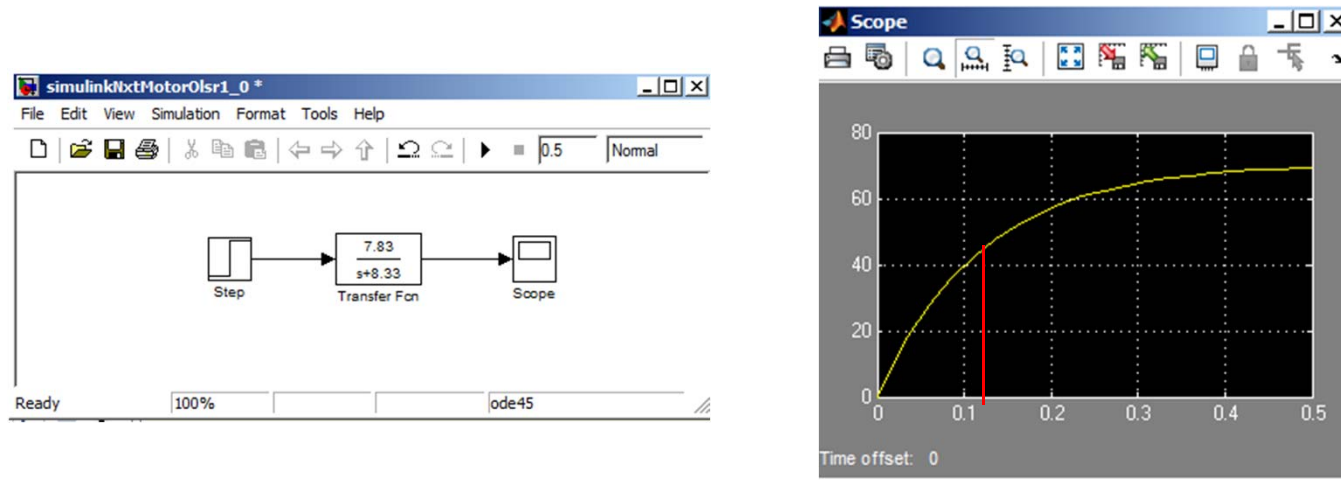 simulinkNxtMotorOlsr1_0 *
File Edit View Simulation Format Tools Help
0.5 Normal
Step
7.83
s+8.33
Transfer Fcn
Scope
Ready 100% ode45
Scope
80
60
40
20
0
0 0.1 0.2 0.3 0.4 0.5
Time offset: 0